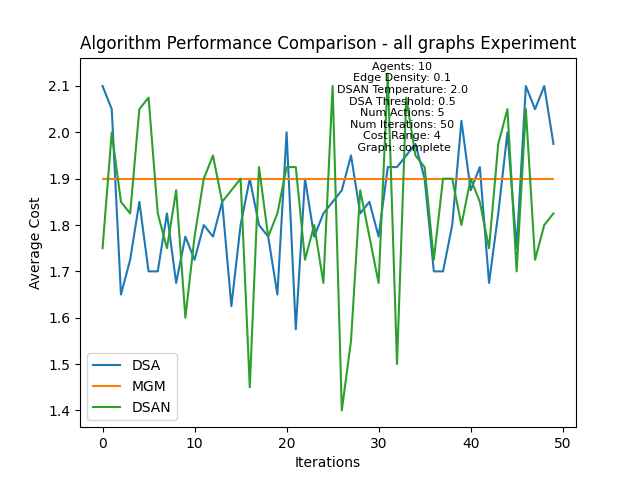 Algorithm Performance Comparison - all graphs Experiment
Agents: 10
Edge Density: 0.1
DSAN Temperature: 2.0
DSA Threshold: 0.5
Num Actions: 5
Num Iterations: 50
Cost Range: 4
Graph: complete
2.1
2.0
1.9
1.8
1.7
1.6
1.5
1.4
Average Cost
DSA
MGM
DSAN
0 10 20 30 40 50
Iterations